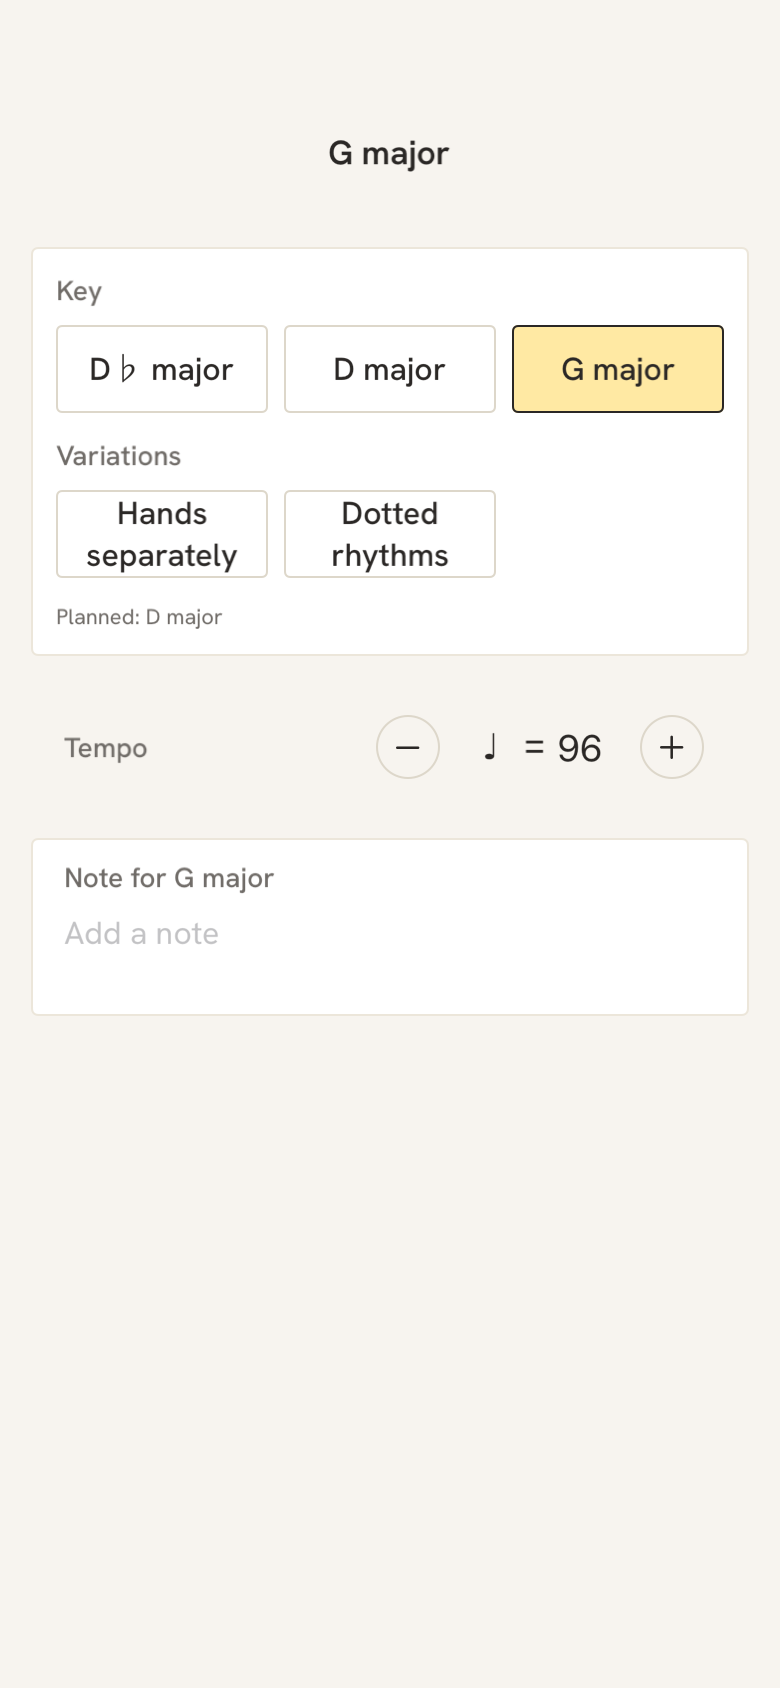 G major
Key
D♭ major
D major
G major
Variations
Hands
separately
Dotted
rhythms
Planned: D major
Tempo
− ♩ = 96 +
Note for G major
Add a note